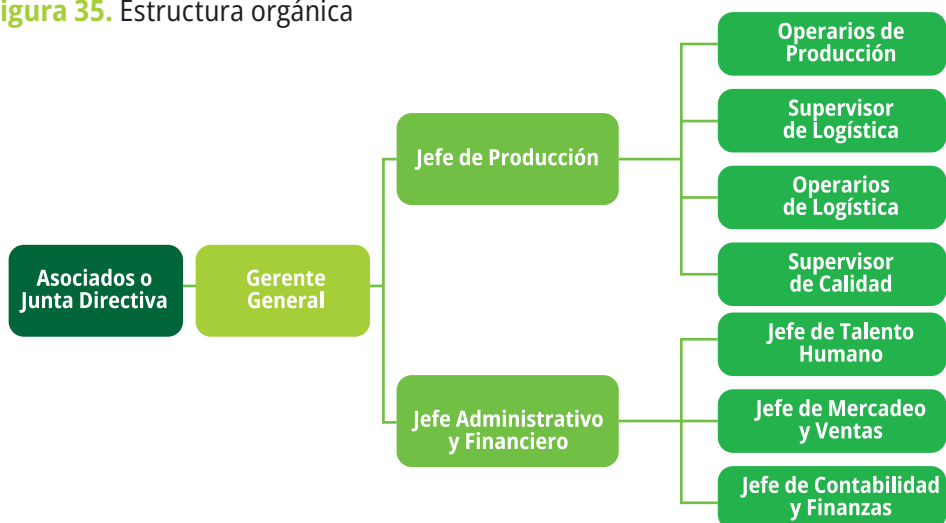 igura 35. Estructura orgánica
Operarios de
Producción
Supervisor
de Logística
Jefe de Producción
Operarios
de Logística
Supervisor
de Calidad
Asociados o
Junta Directiva
Gerente
General
Jefe de Talento
Humano
Jefe Administrativo
y Financiero
Jefe de Mercadeo
y Ventas
Jefe de Contabilidad
y Finanzas